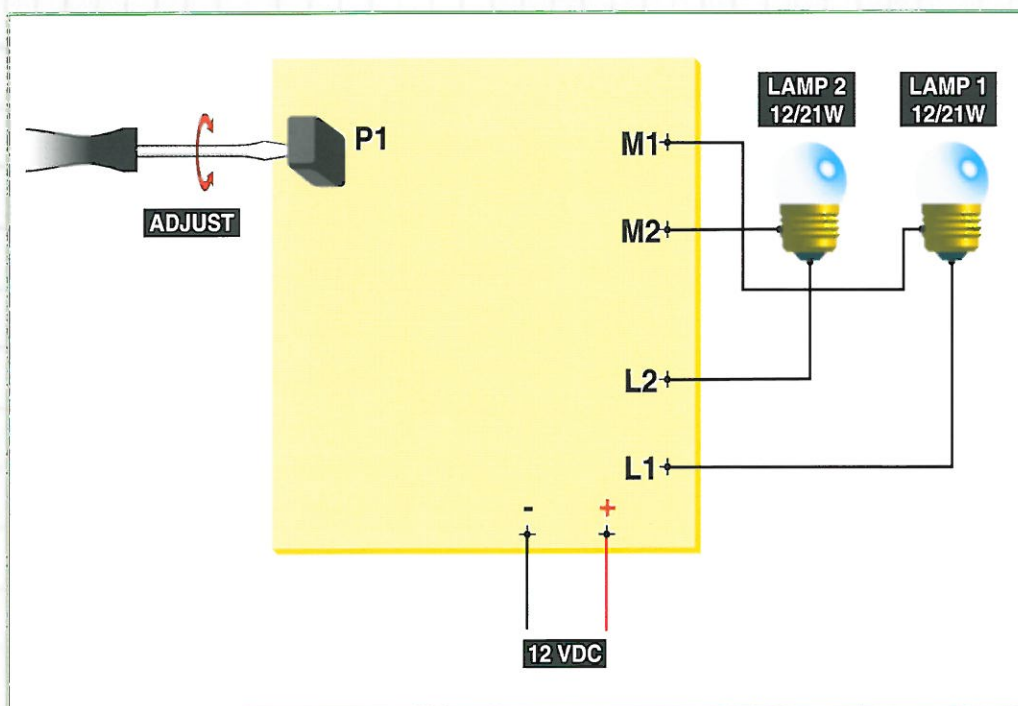 LAMP 2
12/21W
LAMP 1
12/21W
P1
M1
ADJUST
M2
L2
L1
- +
12 VDC